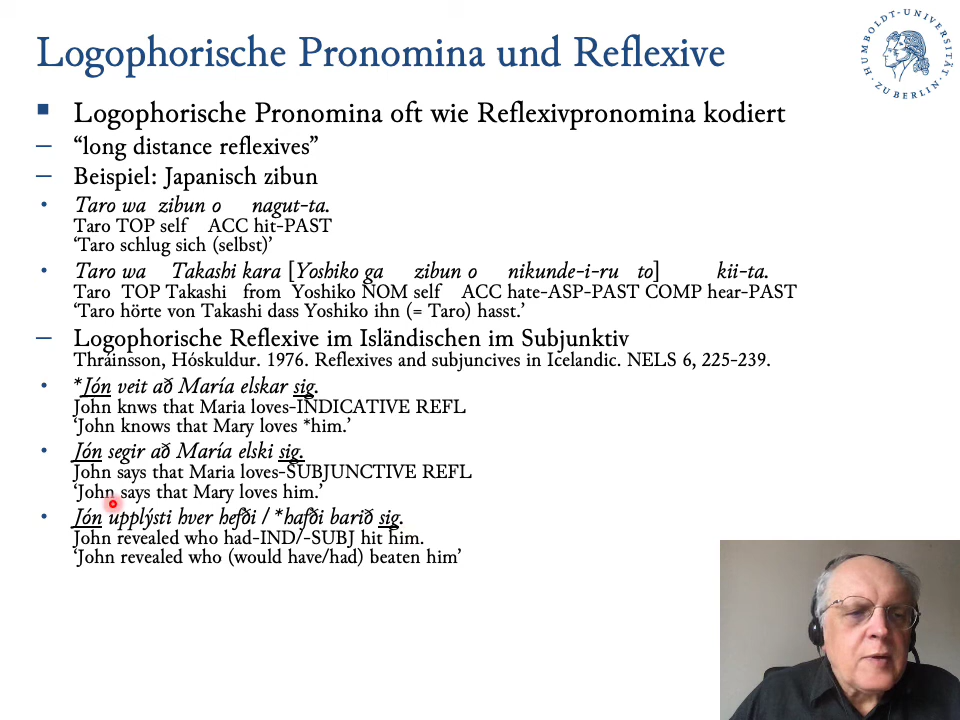 Logophorische Pronomina und Reflexive
HUMBOLDT-UNIVERSITÄT ZU BERLIN
Logophorische Pronomina oft wie Reflexivpronomina kodiert
“long distance reflexives”
Beispiel: Japanisch zibun
Taro wa zibun o nagut-ta.
Taro TOP self ACC hit-PAST
‘Taro schlug sich (selbst)’
Taro wa Takashi kara [Yoshiko ga zibun o nikunde-i-ru to] kii-ta.
Taro TOP Takashi from Yoshiko NOM self ACC hate-ASP-PAST COMP hear-PAST
‘Taro hörte von Takashi dass Yoshiko ihn (= Taro) hasst.’
Logophorische Reflexive im Isländischen im Subjunktiv
Thráinsson, Hóskuldur. 1976. Reflexives and subjuncives in Icelandic. NELS 6, 225-239.
*Jón veit að María elskar sig.
John knws that Maria loves-INDICATIVE REFL
‘John knows that Mary loves *him.’
Jón segir að María elski sig.
John says that Maria loves-SUBJUNCTIVE REFL
‘John says that Mary loves him.’
Jón upplýsti hver hefði / *hafði barið sig.
John revealed who had-IND/-SUBJ hit him.
‘John revealed who (would have/had) beaten him’